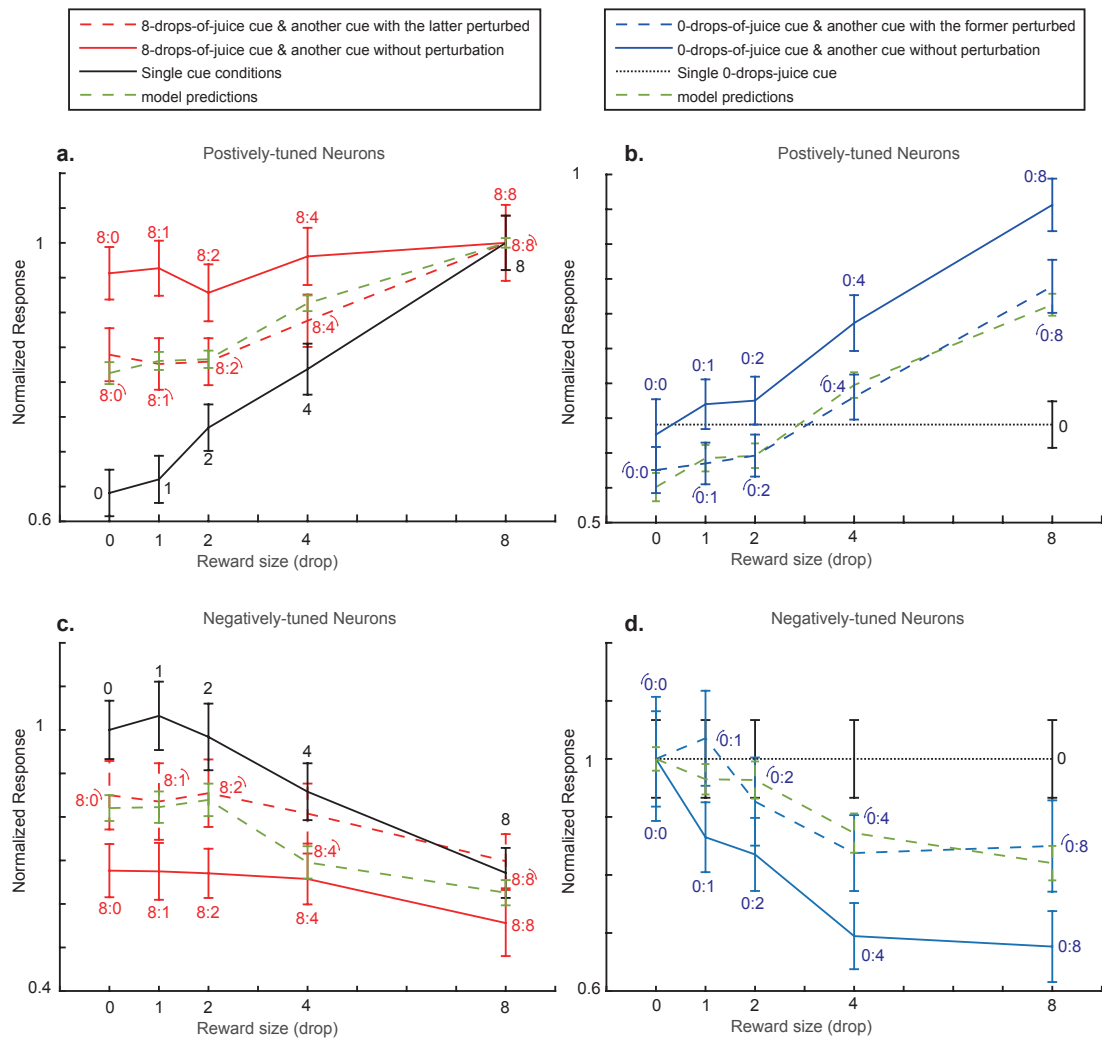 8-drops-of-juice cue & another cue with the latter perturbed
8-drops-of-juice cue & another cue without perturbation
Single cue conditions
model predictions
0-drops-of-juice cue & another cue with the former perturbed
0-drops-of-juice cue & another cue without perturbation
Single 0-drops-juice cue
model predictions
a.
Postively-tuned Neurons
Normalized Response
1
0.6
8:0
8:1
8:2
8:4
8:8
8:0)
8:1)
8:2)
8:4)
8:8)
0
1
2
4
8
0 1 2 4 8
Reward size (drop)
b.
Postively-tuned Neurons
Normalized Response
1
0.5
0:0
0:1
0:2
0:4
0:8
(0:0
(0:1
(0:2
(0:4
(0:8
0
0 1 2 4 8
Reward size (drop)
c.
Negatively-tuned Neurons
Normalized Response
1
0.4
0
1
2
4
8
8:0)
8:1)
8:2)
8:4)
8:8)
8:0
8:1
8:2
8:4
8:8
0 1 2 4 8
Reward size (drop)
d.
Negatively-tuned Neurons
Normalized Response
1
0.6
(0:0
(0:1
(0:2
(0:4
(0:8
0
0:0
0:1
0:2
0:4
0:8
0 1 2 4 8
Reward size (drop)